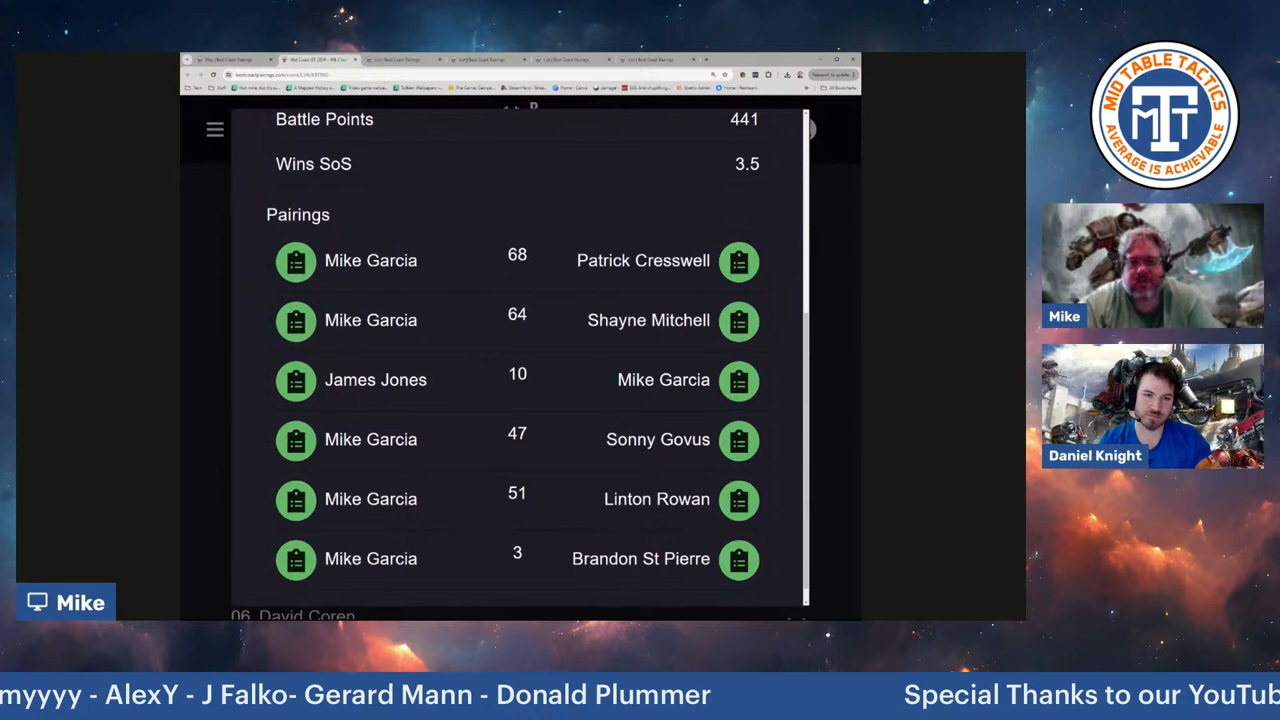 Battle Points 441
Wins SoS 3.5
Pairings
Mike Garcia 68 Patrick Cresswell
Mike Garcia 64 Shayne Mitchell
James Jones 10 Mike Garcia
Mike Garcia 47 Sonny Govus
Mike Garcia 51 Linton Rowan
Mike Garcia 3 Brandon St Pierre
06. David Coren
Mike
MID TABLE TACTICS
MTT
AVERAGE IS ACHIEVABLE
Mike
Daniel Knight
myyyy - AlexY - J Falko- Gerard Mann - Donald Plummer
Special Thanks to our YouTub